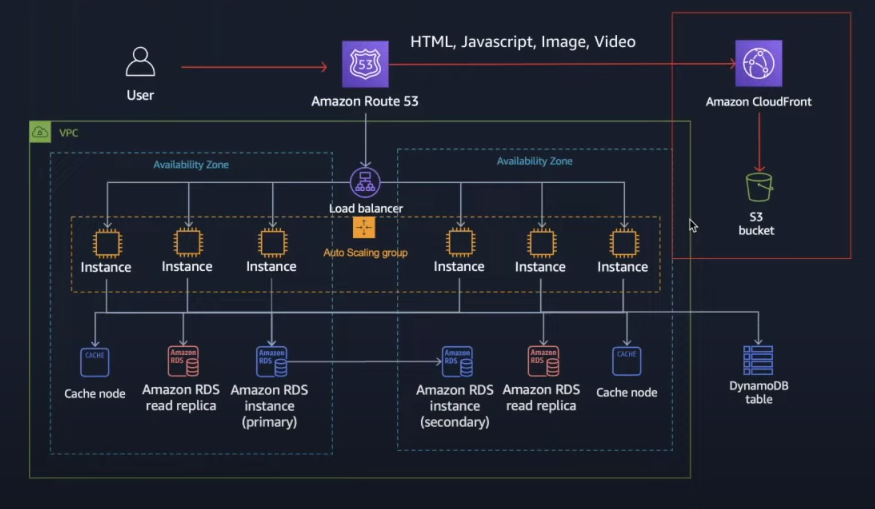 HTML, Javascript, Image, Video
53
User
Amazon Route 53
Amazon CloudFront
VPC
Availability Zone
Availability Zone
Load balancer
S3
bucket
Auto Scaling group
Instance
Instance
Instance
Instance
Instance
Instance
CACHE
Amazon
RDS
Amazon
RDS
Amazon
RDS
Amazon
RDS
CACHE
Cache node
Amazon RDS
read replica
Amazon RDS
instance
(primary)
Amazon RDS
instance
(secondary)
Amazon RDS
read replica
Cache node
DynamoDB
table